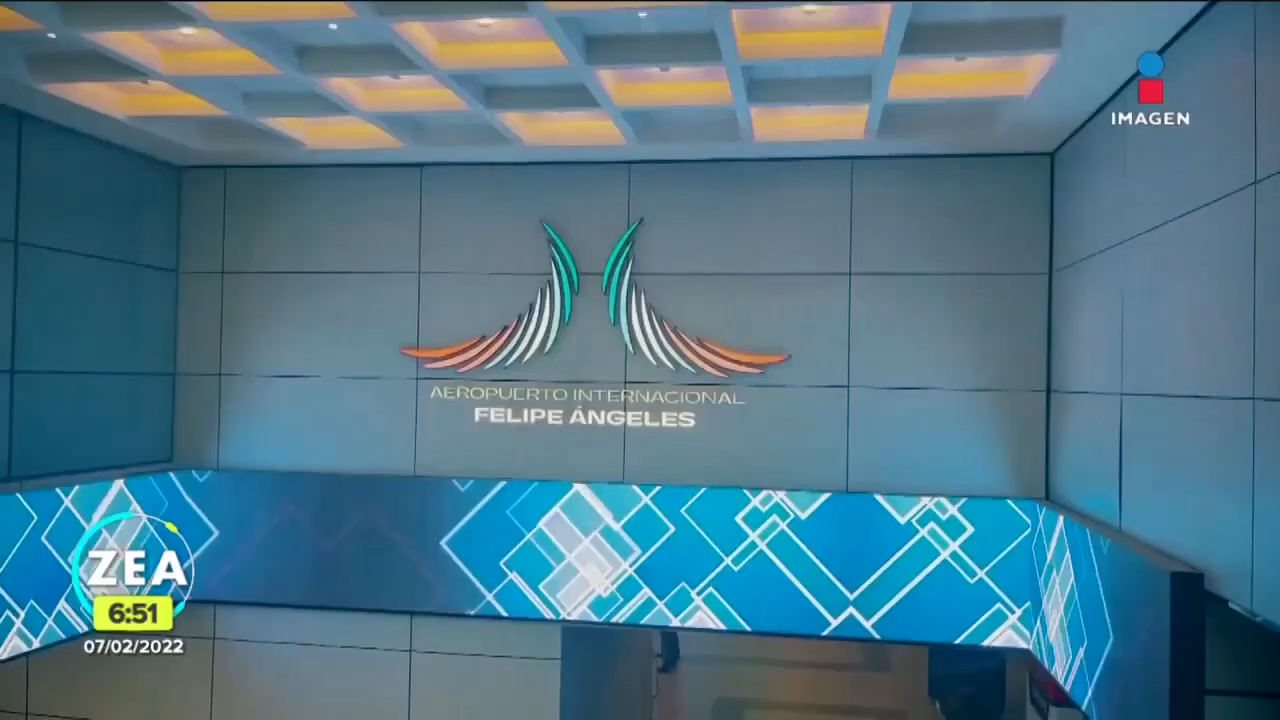 IMAGEN
AEROPUERTO INTERNACIONAL
FELIPE ÁNGELES
ZEA
6:51
07/02/2022